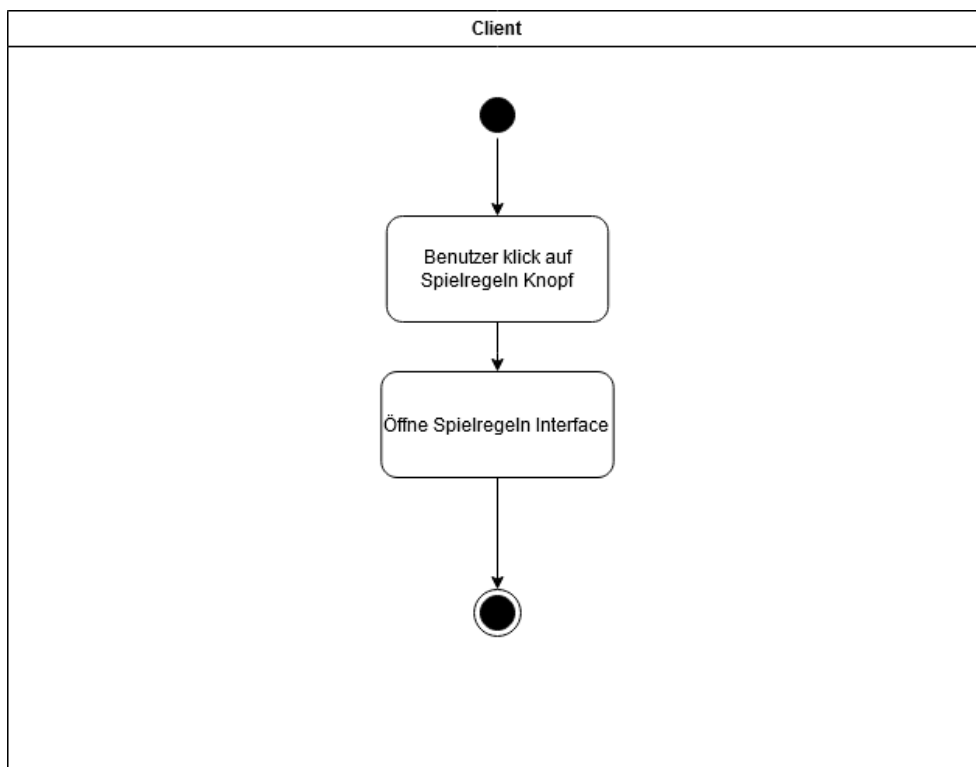 Client
Benutzer klick auf
Spielregeln Knopf
Öffne Spielregeln Interface